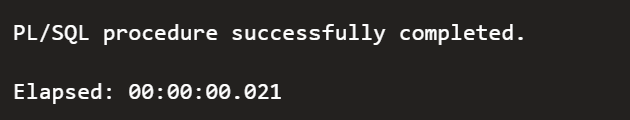 PL/SQL procedure successfully completed.
Elapsed: 00:00:00.021